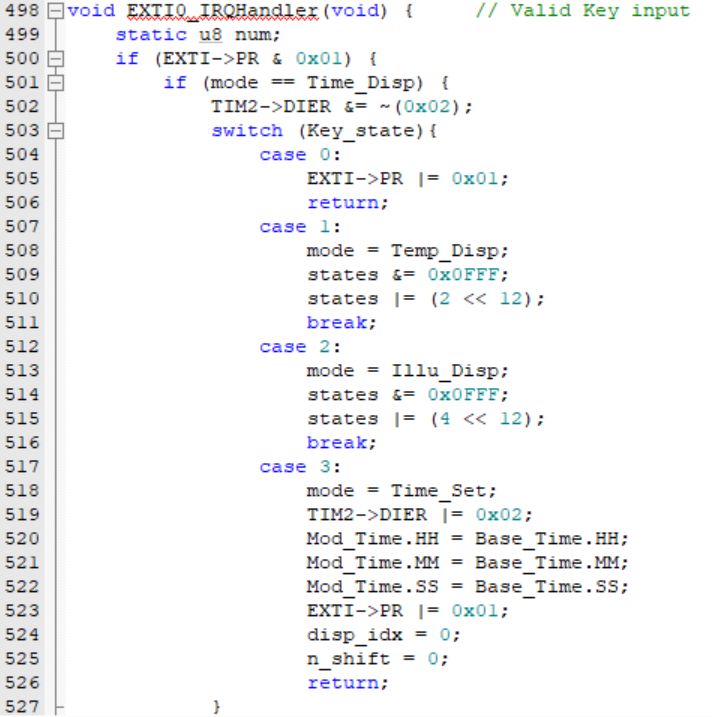 498 void EXTI0_IRQHandler(void) {     // Valid Key input
499     static u8 num;
500     if (EXTI->PR & 0x01) {
501         if (mode == Time_Disp) {
502             TIM2->DIER &= ~(0x02);
503             switch (Key_state){
504                 case 0:
505                     EXTI->PR |= 0x01;
506                     return;
507                 case 1:
508                     mode = Temp_Disp;
509                     states &= 0x0FFF;
510                     states |= (2 << 12);
511                     break;
512                 case 2:
513                     mode = Illu_Disp;
514                     states &= 0x0FFF;
515                     states |= (4 << 12);
516                     break;
517                 case 3:
518                     mode = Time_Set;
519                     TIM2->DIER |= 0x02;
520                     Mod_Time.HH = Base_Time.HH;
521                     Mod_Time.MM = Base_Time.MM;
522                     Mod_Time.SS = Base_Time.SS;
523                     EXTI->PR |= 0x01;
524                     disp_idx = 0;
525                     n_shift = 0;
526                     return;
527             }